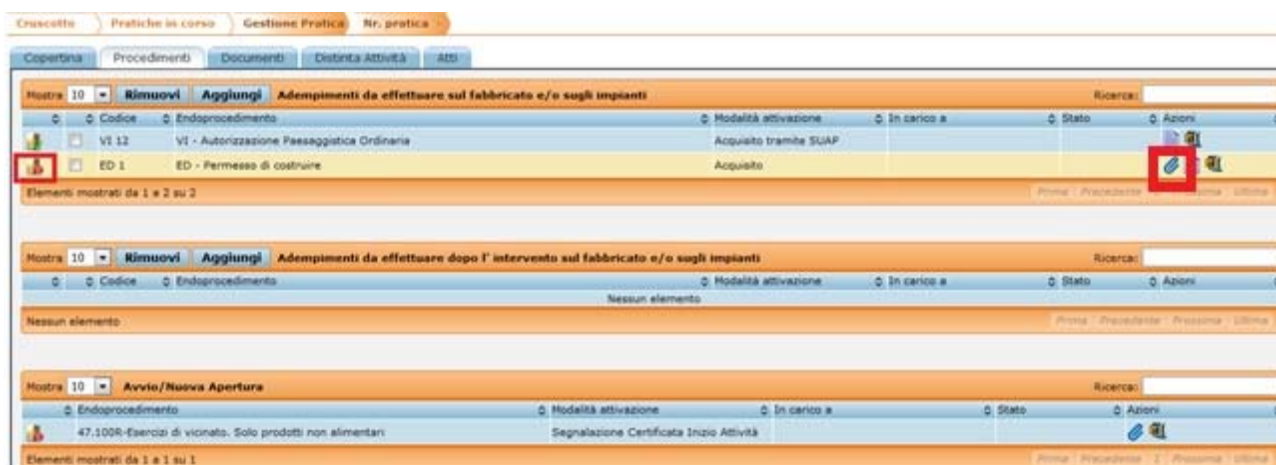 Cruscotto Pratiche in corso Gestione Pratica Nr. pratica
Copertina Procedimenti Documenti Distinta Attività Atti
Mostra 10 Rimuovi Aggiungi Adempimenti da effettuare sul fabbricato e/o sugli impianti Ricerca:
Codice Endoprocedimento Modalità attivazione In carico a Stato Azioni
VI 12 VI - Autorizzazione Paesaggistica Ordinaria Acquisito tramite SUAP
ED 1 ED - Permesso di costruire Acquisito
Elementi mostrati da 1 a 2 su 2 Prima Precedente Prossima Ultima
Mostra 10 Rimuovi Aggiungi Adempimenti da effettuare dopo l' intervento sul fabbricato e/o sugli impianti Ricerca:
Codice Endoprocedimento Modalità attivazione In carico a Stato Azioni
Nessun elemento
Nessun elemento Prima Precedente Prossima Ultima
Mostra 10 Avvio/Nuova Apertura Ricerca:
Endoprocedimento Modalità attivazione In carico a Stato Azioni
47.100R-Esercizi di vicinato. Solo prodotti non alimentari Segnalazione Certificata Inizio Attività
Elementi mostrati da 1 a 1 su 1 Prima Precedente 1 Prossima Ultima